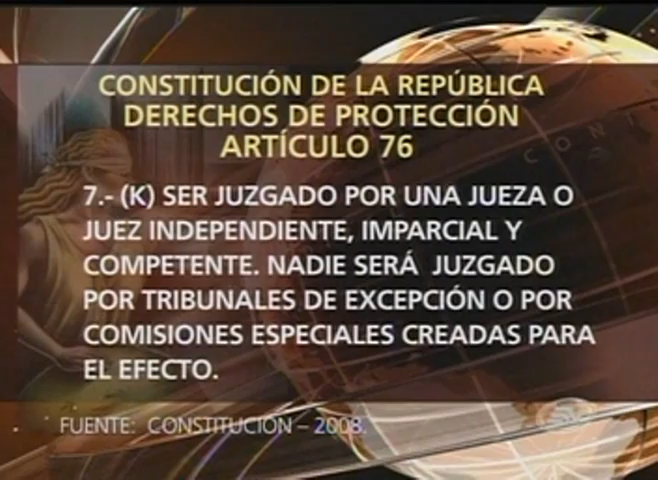 CONSTITUCIÓN DE LA REPÚBLICA
DERECHOS DE PROTECCIÓN
ARTÍCULO 76
7.- (K) SER JUZGADO POR UNA JUEZA O
JUEZ INDEPENDIENTE, IMPARCIAL Y
COMPETENTE. NADIE SERÁ JUZGADO
POR TRIBUNALES DE EXCEPCIÓN O POR
COMISIONES ESPECIALES CREADAS PARA
EL EFECTO.
FUENTE: CONSTITUCIÓN – 2008.